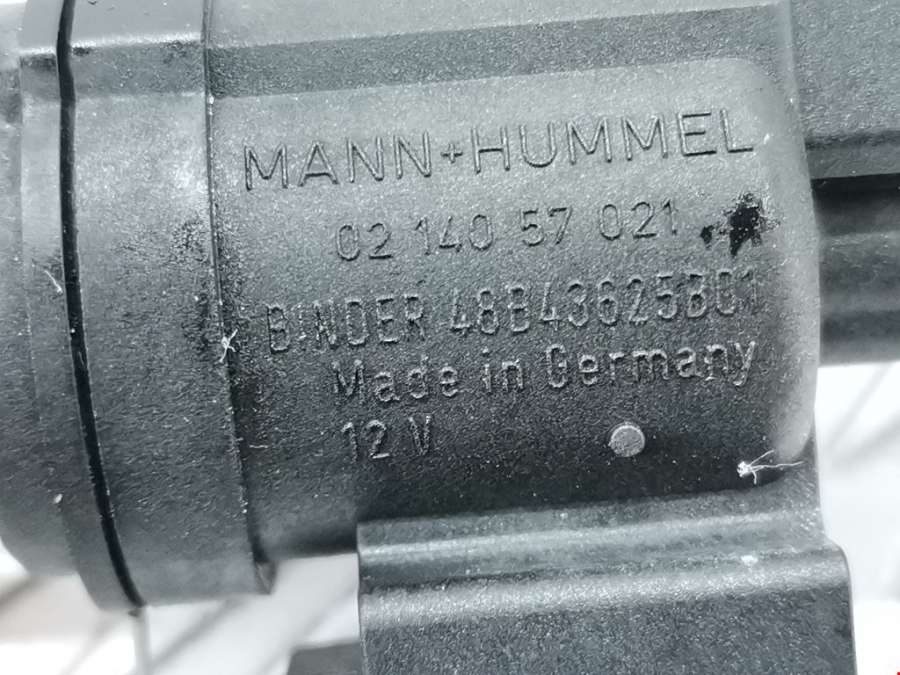 MANN+HUMMEL
02 140 57 021
BINDER 48B43625B01
Made in Germany
12 V